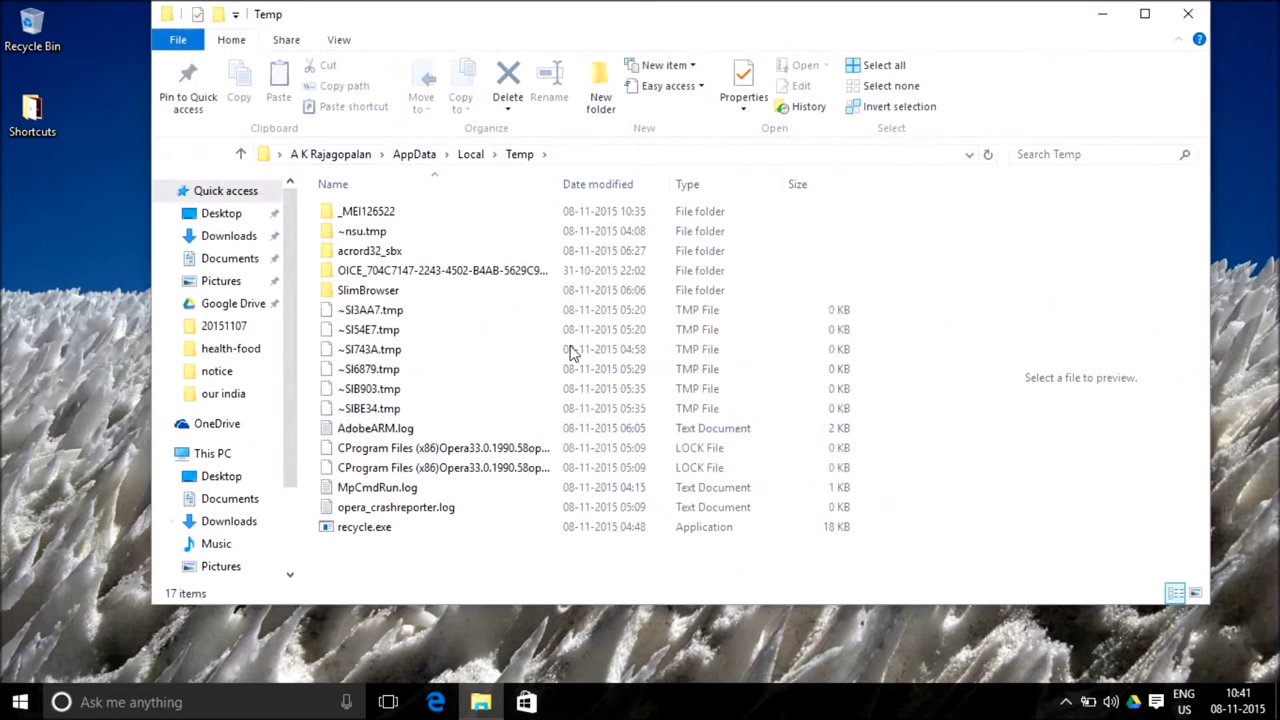 Recycle Bin
Shortcuts
Temp
File Home Share View
Pin to Quick access
Copy
Paste
Cut
Copy path
Paste shortcut
Clipboard
Move to
Copy to
Delete
Rename
Organize
New folder
New item
Easy access
New
Properties
Open
Edit
History
Open
Select all
Select none
Invert selection
Select
A K Rajagopalan AppData Local Temp
Search Temp
Quick access
Desktop
Downloads
Documents
Pictures
Google Drive
20151107
health-food
notice
our india
OneDrive
This PC
Desktop
Documents
Downloads
Music
Pictures
Name Date modified Type Size
_MEI126522 08-11-2015 10:35 File folder
~nsu.tmp 08-11-2015 04:08 File folder
acrord32_sbx 08-11-2015 06:27 File folder
OICE_704C7147-2243-4502-B4AB-5629C9... 31-10-2015 22:02 File folder
SlimBrowser 08-11-2015 06:06 File folder
~SI3AA7.tmp 08-11-2015 05:20 TMP File 0 KB
~SI54E7.tmp 08-11-2015 05:20 TMP File 0 KB
~SI743A.tmp 08-11-2015 04:58 TMP File 0 KB
~SI6879.tmp 08-11-2015 05:29 TMP File 0 KB
~SIB903.tmp 08-11-2015 05:35 TMP File 0 KB
~SIBE34.tmp 08-11-2015 05:35 TMP File 0 KB
AdobeARM.log 08-11-2015 06:05 Text Document 2 KB
CProgram Files (x86)Opera33.0.1990.58op... 08-11-2015 05:09 LOCK File 0 KB
CProgram Files (x86)Opera33.0.1990.58op... 08-11-2015 05:09 LOCK File 0 KB
MpCmdRun.log 08-11-2015 04:15 Text Document 1 KB
opera_crashreporter.log 08-11-2015 05:09 Text Document 0 KB
recycle.exe 08-11-2015 04:48 Application 18 KB
Select a file to preview.
17 items
Ask me anything
ENG
US
10:41
08-11-2015